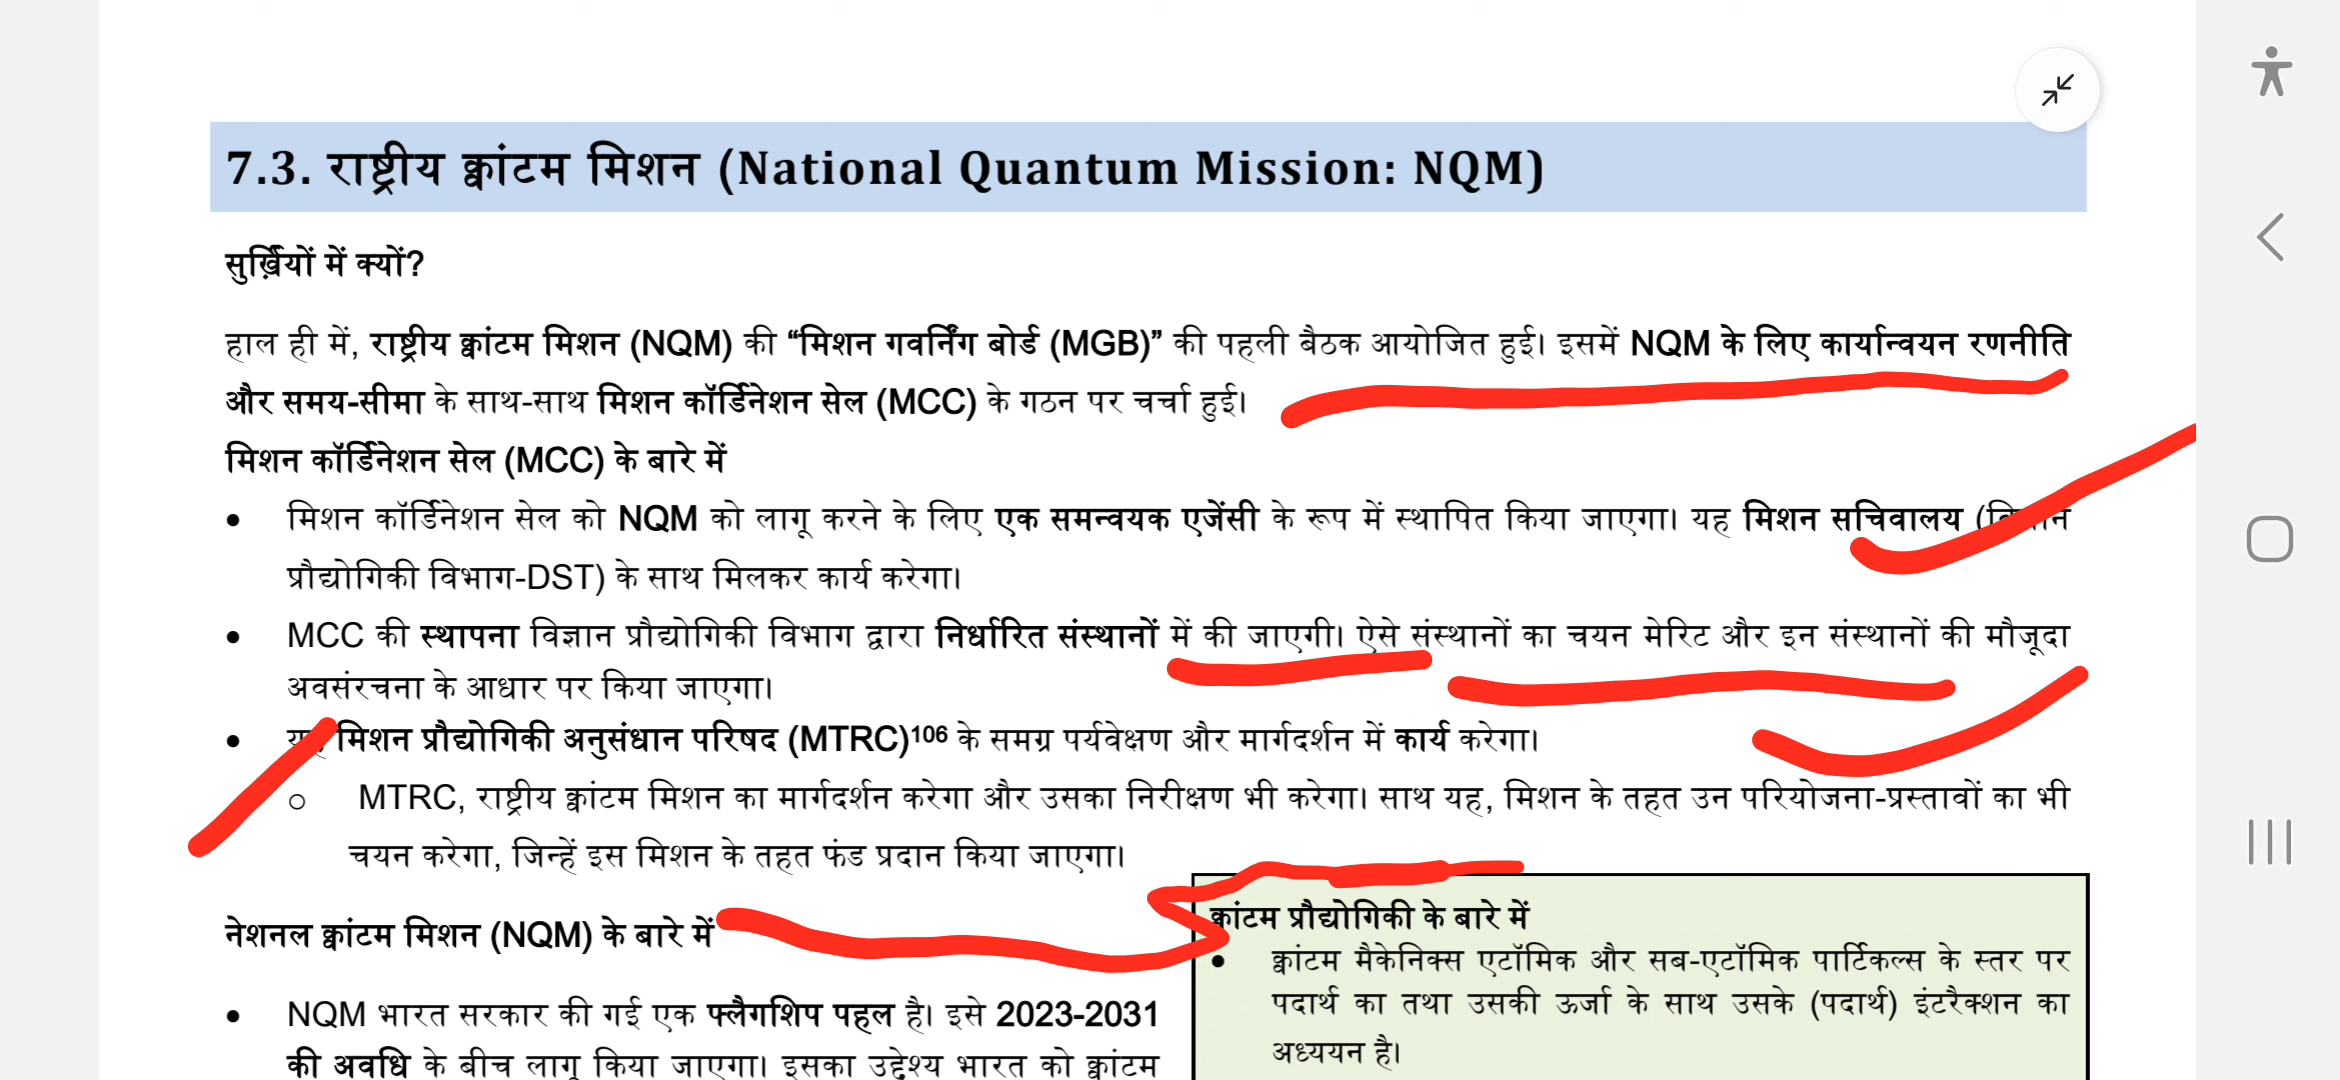 7.3. राष्ट्रीय क्वांटम मिशन (National Quantum Mission: NQM)
सुर्ख़ियों में क्यों?
हाल ही में, राष्ट्रीय क्वांटम मिशन (NQM) की “मिशन गवर्निंग बोर्ड (MGB)” की पहली बैठक आयोजित हुई। इसमें NQM के लिए कार्यान्वयन रणनीति
और समय-सीमा के साथ-साथ मिशन कॉर्डिनेशन सेल (MCC) के गठन पर चर्चा हुई।
मिशन कॉर्डिनेशन सेल (MCC) के बारे में
• मिशन कॉर्डिनेशन सेल को NQM को लागू करने के लिए एक समन्वयक एजेंसी के रूप में स्थापित किया जाएगा। यह मिशन सचिवालय (विज्ञान
प्रौद्योगिकी विभाग-DST) के साथ मिलकर कार्य करेगा।
• MCC की स्थापना विज्ञान प्रौद्योगिकी विभाग द्वारा निर्धारित संस्थानों में की जाएगी। ऐसे संस्थानों का चयन मेरिट और इन संस्थानों की मौजूदा
अवसंरचना के आधार पर किया जाएगा।
• यह मिशन प्रौद्योगिकी अनुसंधान परिषद (MTRC)106 के समग्र पर्यवेक्षण और मार्गदर्शन में कार्य करेगा।
o MTRC, राष्ट्रीय क्वांटम मिशन का मार्गदर्शन करेगा और उसका निरीक्षण भी करेगा। साथ यह, मिशन के तहत उन परियोजना-प्रस्तावों का भी
चयन करेगा, जिन्हें इस मिशन के तहत फंड प्रदान किया जाएगा।
नेशनल क्वांटम मिशन (NQM) के बारे में
• NQM भारत सरकार की गई एक फ्लैगशिप पहल है। इसे 2023-2031
की अवधि के बीच लागू किया जाएगा। इसका उद्देश्य भारत को क्वांटम
क्वांटम प्रौद्योगिकी के बारे में
• क्वांटम मैकेनिक्स एटॉमिक और सब-एटॉमिक पार्टिकल्स के स्तर पर
पदार्थ का तथा उसकी ऊर्जा के साथ उसके (पदार्थ) इंटरैक्शन का
अध्ययन है।